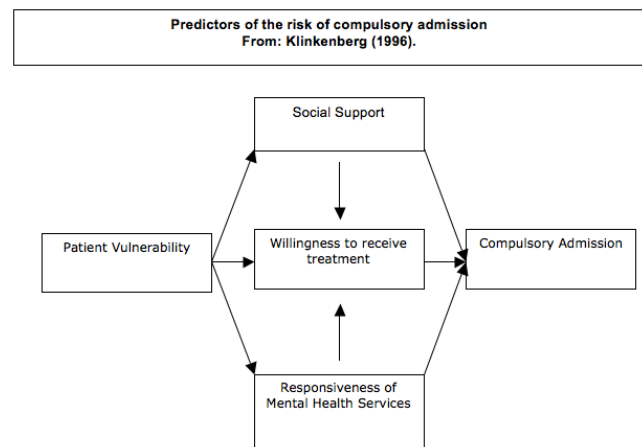 Predictors of the risk of compulsory admission
From: Klinkenberg (1996).
Social Support
Patient Vulnerability
Willingness to receive
treatment
Compulsory Admission
Responsiveness of
Mental Health Services